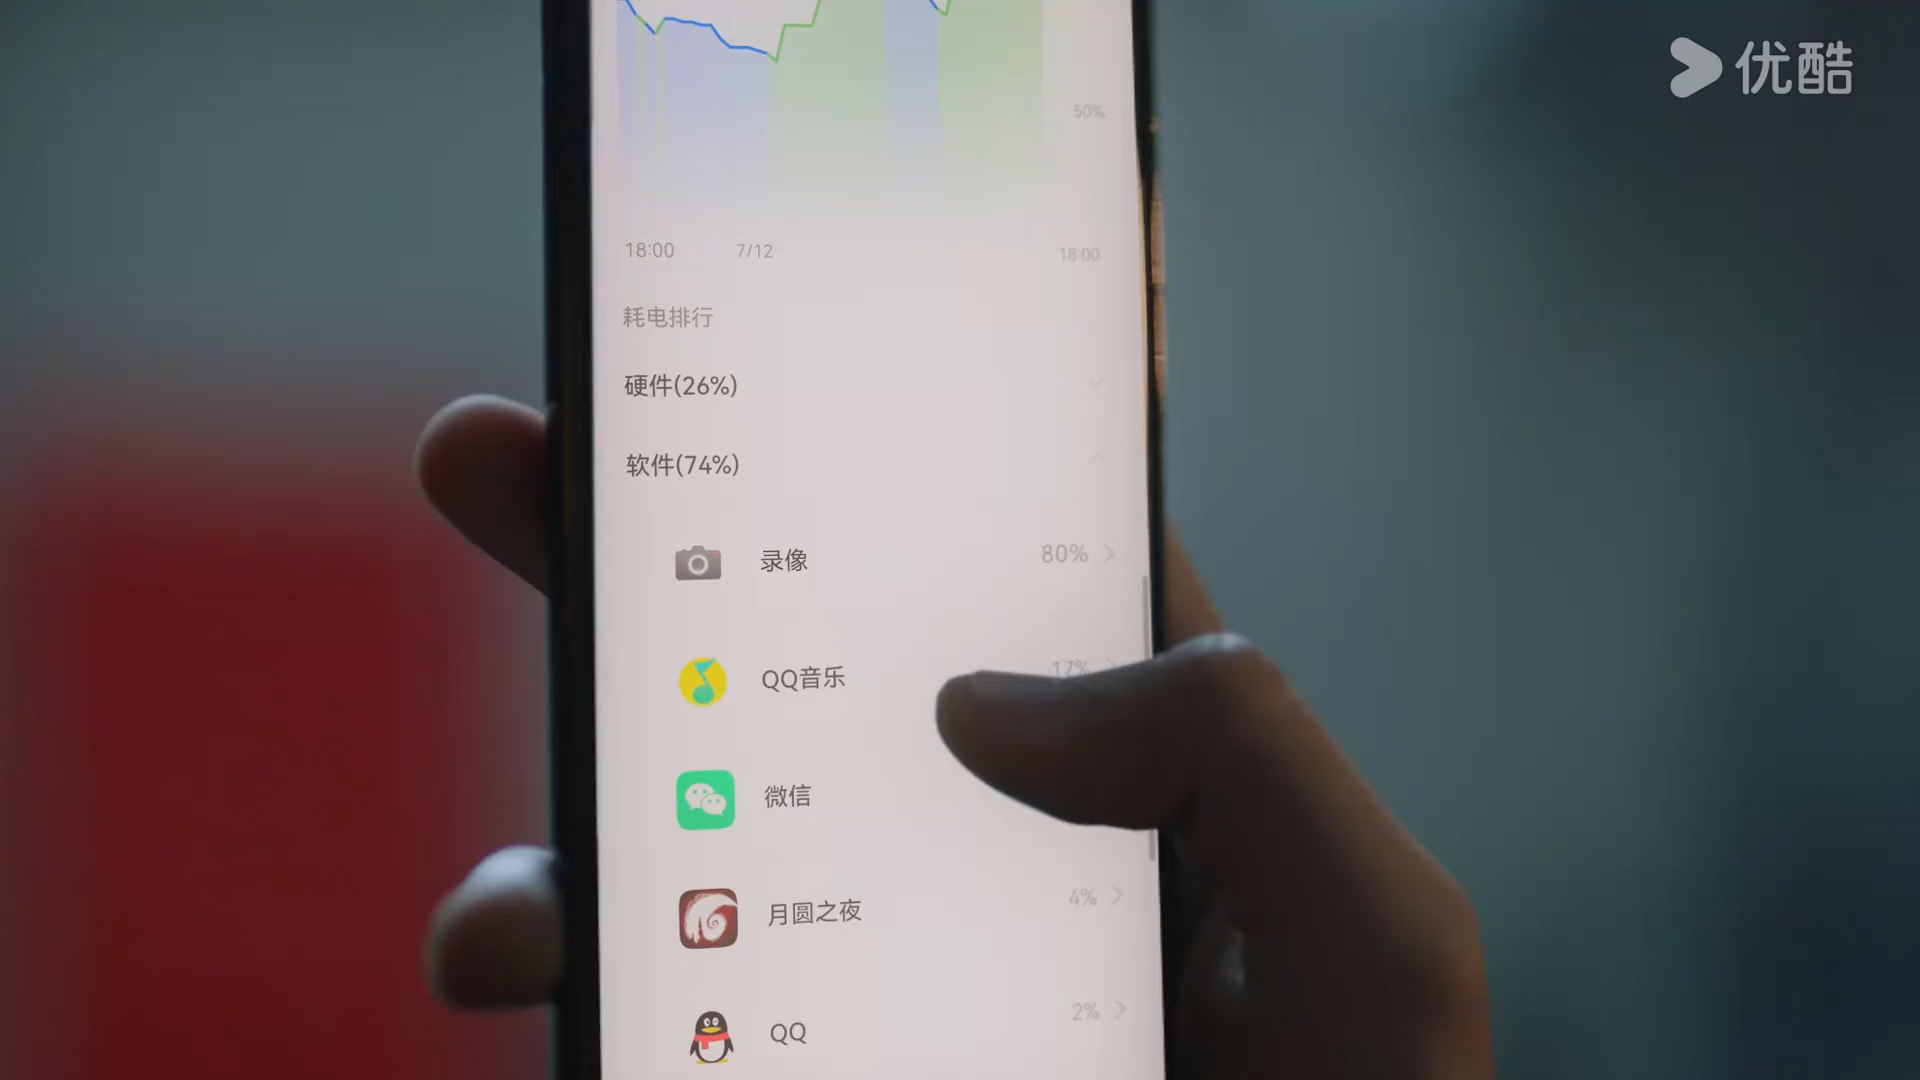 优酷
50%
18:00 7/12 18:00
耗电排行
硬件(26%)
软件(74%)
录像 80%
QQ音乐 17%
微信
月圆之夜 4%
QQ 2%